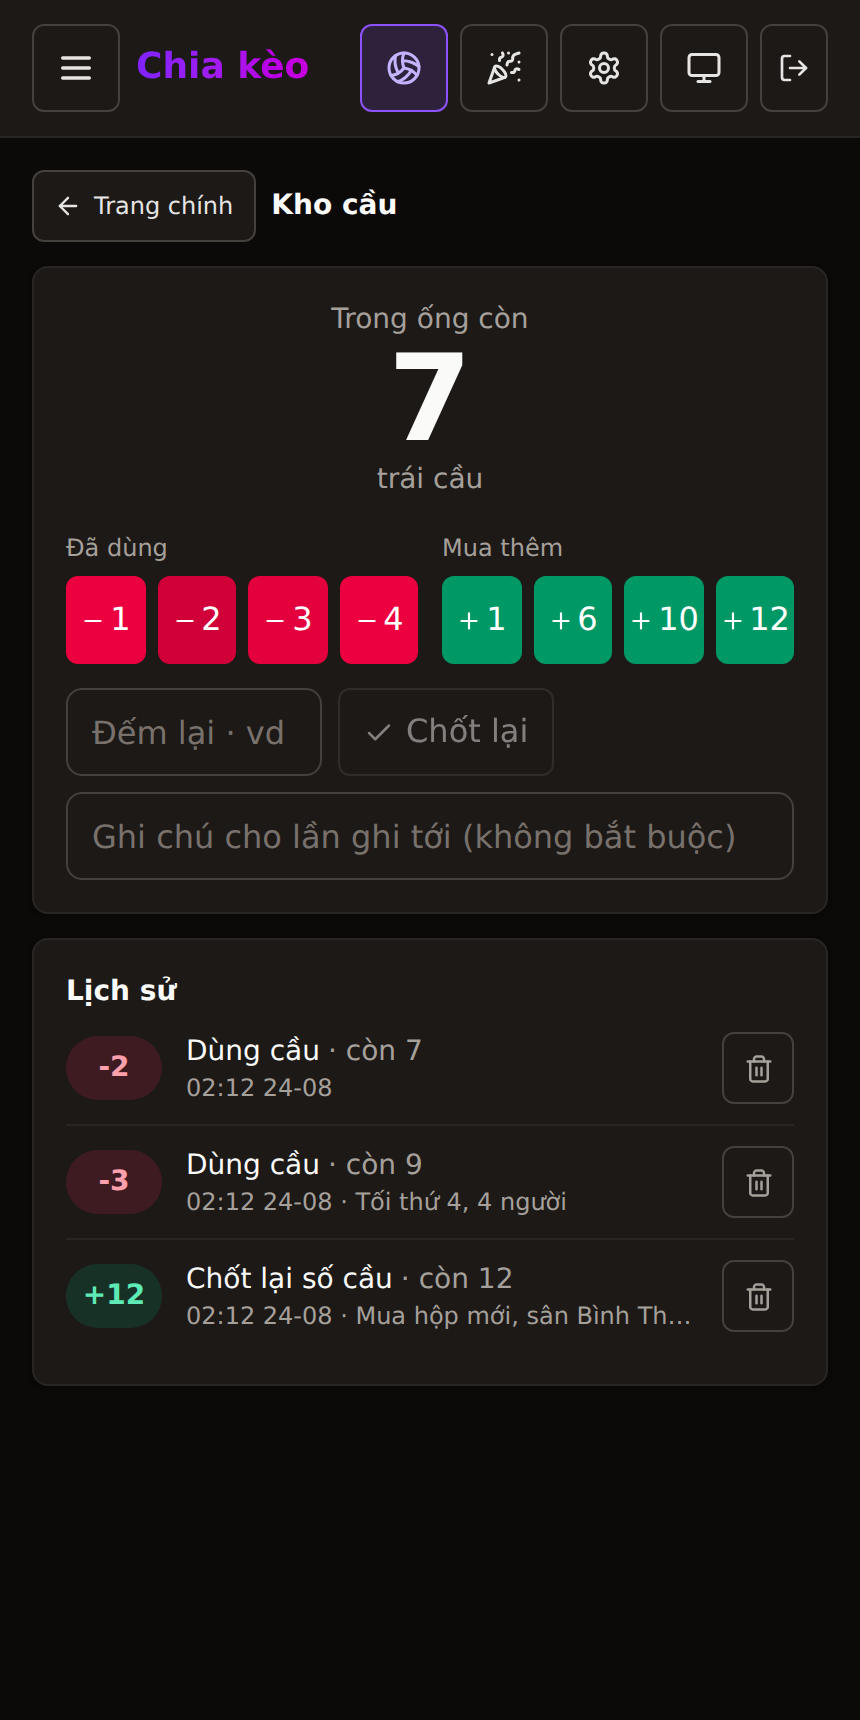 Chia kèo
Trang chính
Kho cầu
Trong ống còn
7
trái cầu
Đã dùng
Mua thêm
− 1
− 2
− 3
− 4
+ 1
+ 6
+ 10
+ 12
Đếm lại · vd
Chốt lại
Ghi chú cho lần ghi tới (không bắt buộc)
Lịch sử
-2
Dùng cầu · còn 7
02:12 24-08
-3
Dùng cầu · còn 9
02:12 24-08 · Tối thứ 4, 4 người
+12
Chốt lại số cầu · còn 12
02:12 24-08 · Mua hộp mới, sân Bình Th...